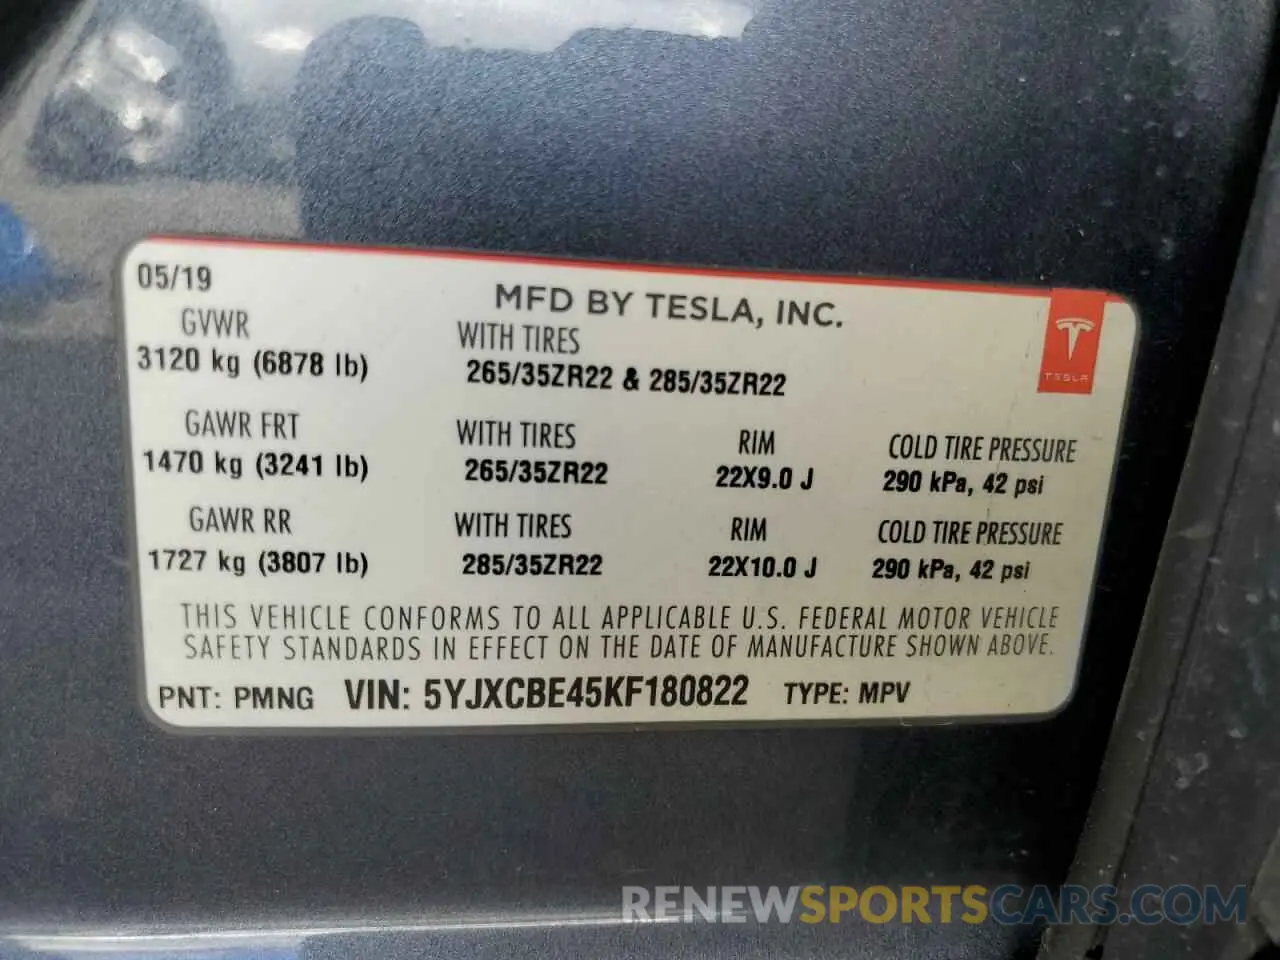 05/19
MFD BY TESLA, INC.
GVWR WITH TIRES
3120 kg (6878 lb) 265/35ZR22 & 285/35ZR22
TESLA
GAWR FRT WITH TIRES RIM COLD TIRE PRESSURE
1470 kg (3241 lb) 265/35ZR22 22X9.0 J 290 kPa, 42 psi
GAWR RR WITH TIRES RIM COLD TIRE PRESSURE
1727 kg (3807 lb) 285/35ZR22 22X10.0 J 290 kPa, 42 psi
THIS VEHICLE CONFORMS TO ALL APPLICABLE U.S. FEDERAL MOTOR VEHICLE
SAFETY STANDARDS IN EFFECT ON THE DATE OF MANUFACTURE SHOWN ABOVE.
PNT: PMNG VIN: 5YJXCBE45KF180822 TYPE: MPV
RENEWSPORTSCARS.COM